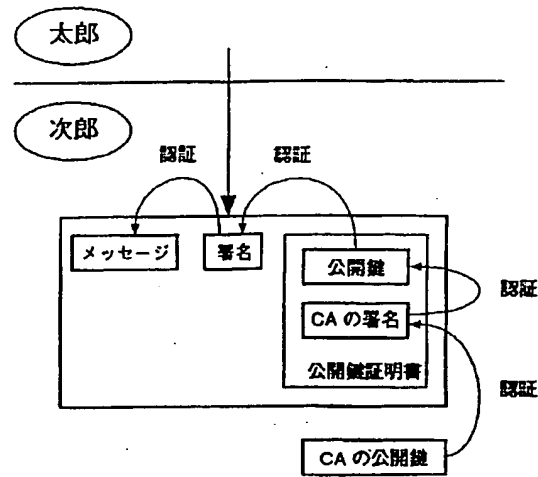 太郎
次郎
認証
認証
メッセージ
署名
公開鍵
CA の署名
認証
公開鍵証明書
認証
CA の公開鍵